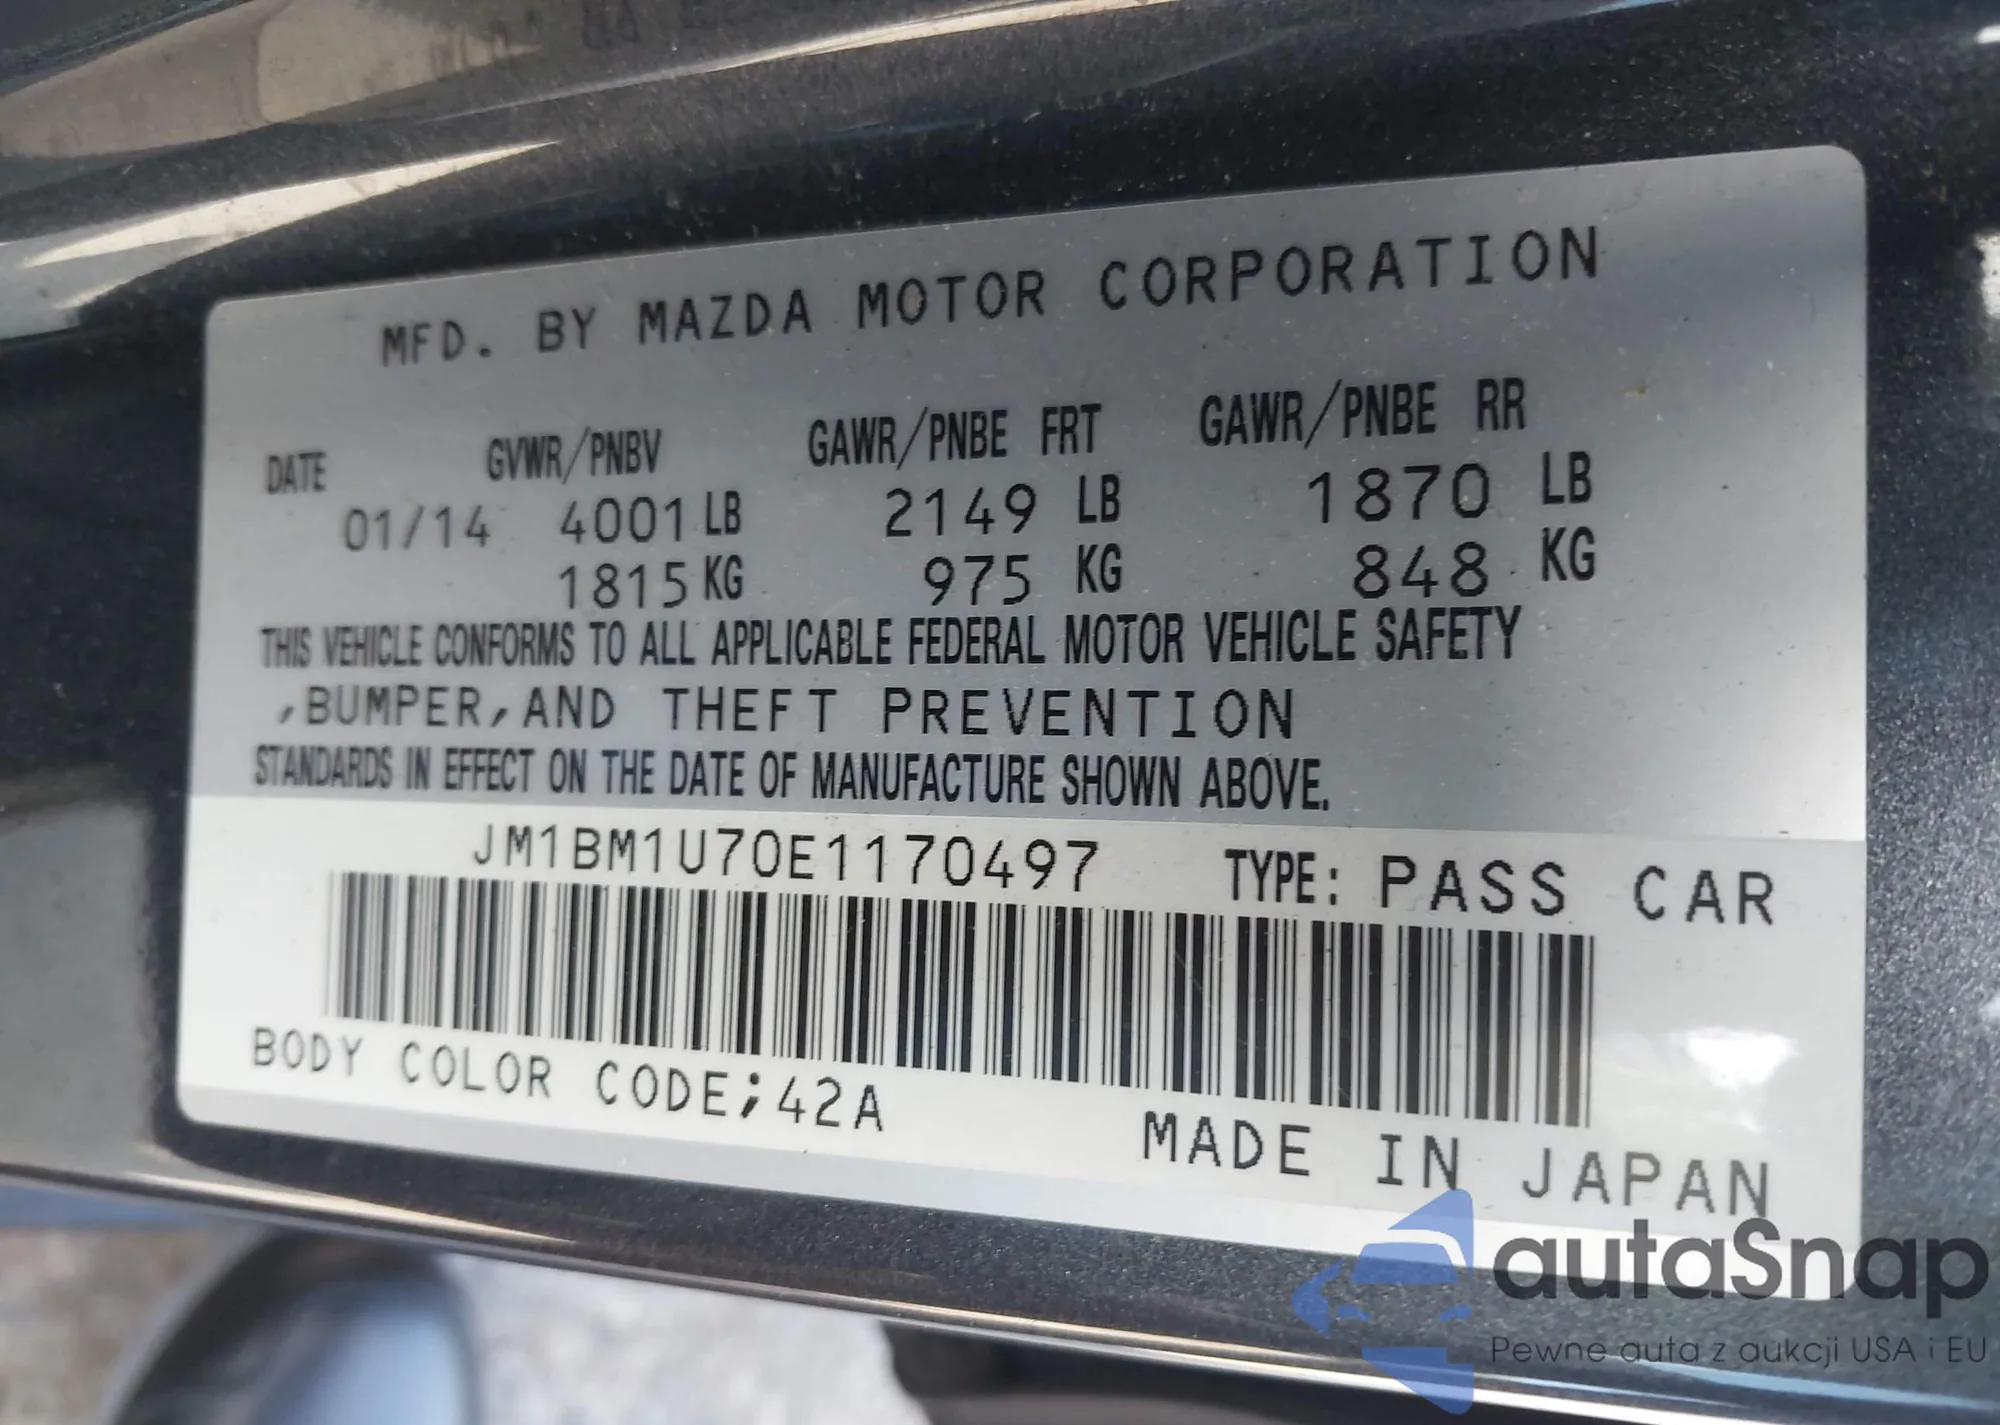 MFD. BY MAZDA MOTOR CORPORATION
DATE GVWR/PNBV GAWR/PNBE FRT GAWR/PNBE RR
01/14 4001 LB 2149 LB 1870 LB
1815 KG 975 KG 848 KG
THIS VEHICLE CONFORMS TO ALL APPLICABLE FEDERAL MOTOR VEHICLE SAFETY
,BUMPER,AND THEFT PREVENTION
STANDARDS IN EFFECT ON THE DATE OF MANUFACTURE SHOWN ABOVE.
JM1BM1U70E1170497 TYPE: PASS CAR
BODY COLOR CODE;42A
MADE IN JAPAN
autaSnap
Pewne auta z aukcji USA i EU